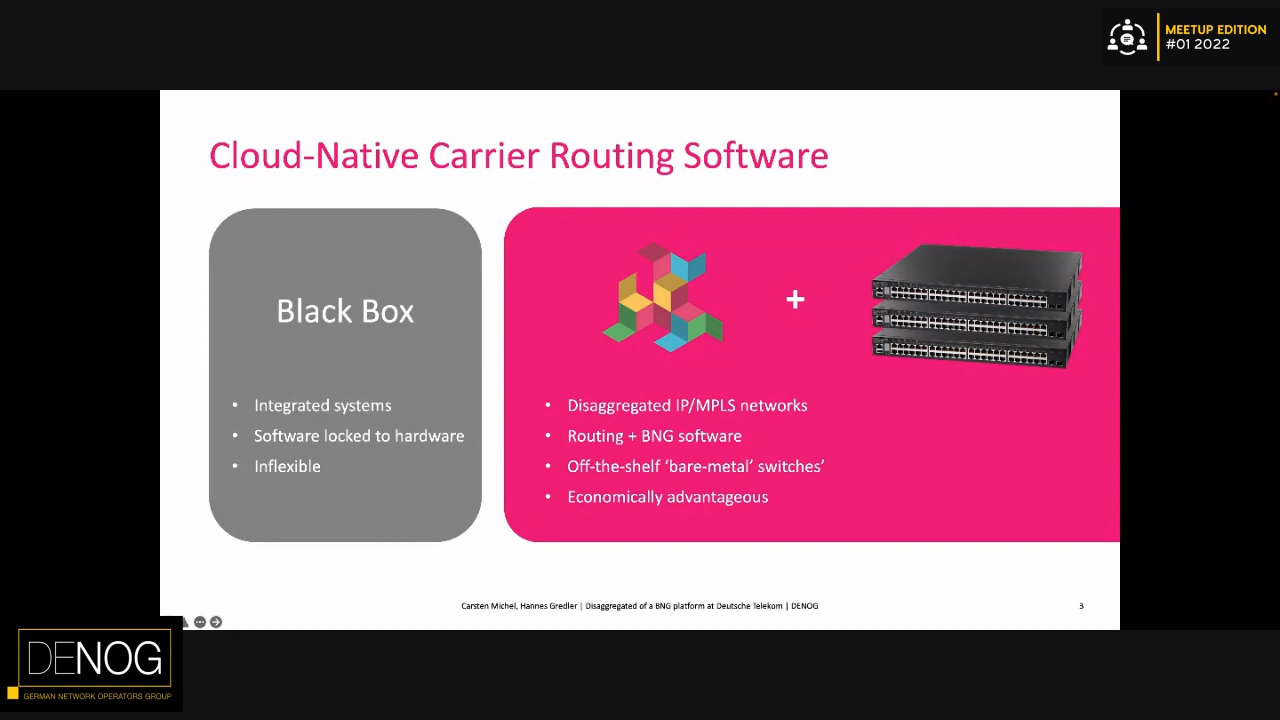 MEETUP EDITION
#01 2022
Cloud-Native Carrier Routing Software
Black Box
• Integrated systems
• Software locked to hardware
• Inflexible
+
• Disaggregated IP/MPLS networks
• Routing + BNG software
• Off-the-shelf ‘bare-metal’ switches’
• Economically advantageous
Carsten Michel, Hannes Gredler | Disaggregated of a BNG platform at Deutsche Telekom | DENOG
3
DENOG
GERMAN NETWORK OPERATORS GROUP